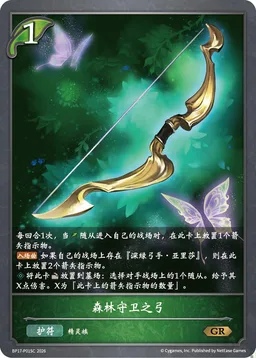 1
每回合1次,当 随从进入自己的战场时,在此卡上放置1个箭
矢指示物。
入场曲 如果自己的战场上存在『深绿弓手·亚里莎』,则在此
卡上放置2个箭矢指示物。
将此卡 放置到墓场:选择对手战场上的1个随从。给予其
X点伤害。X为「此卡上的箭矢指示物的数量」。
森林守卫之弓
护符 精灵族
GR
© Cygames, Inc. Published by NetEase Games